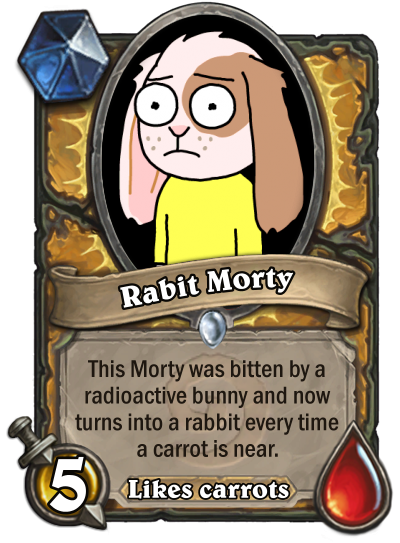 Rabit Morty
This Morty was bitten by a
radioactive bunny and now
turns into a rabbit every time
a carrot is near.
5
Likes carrots